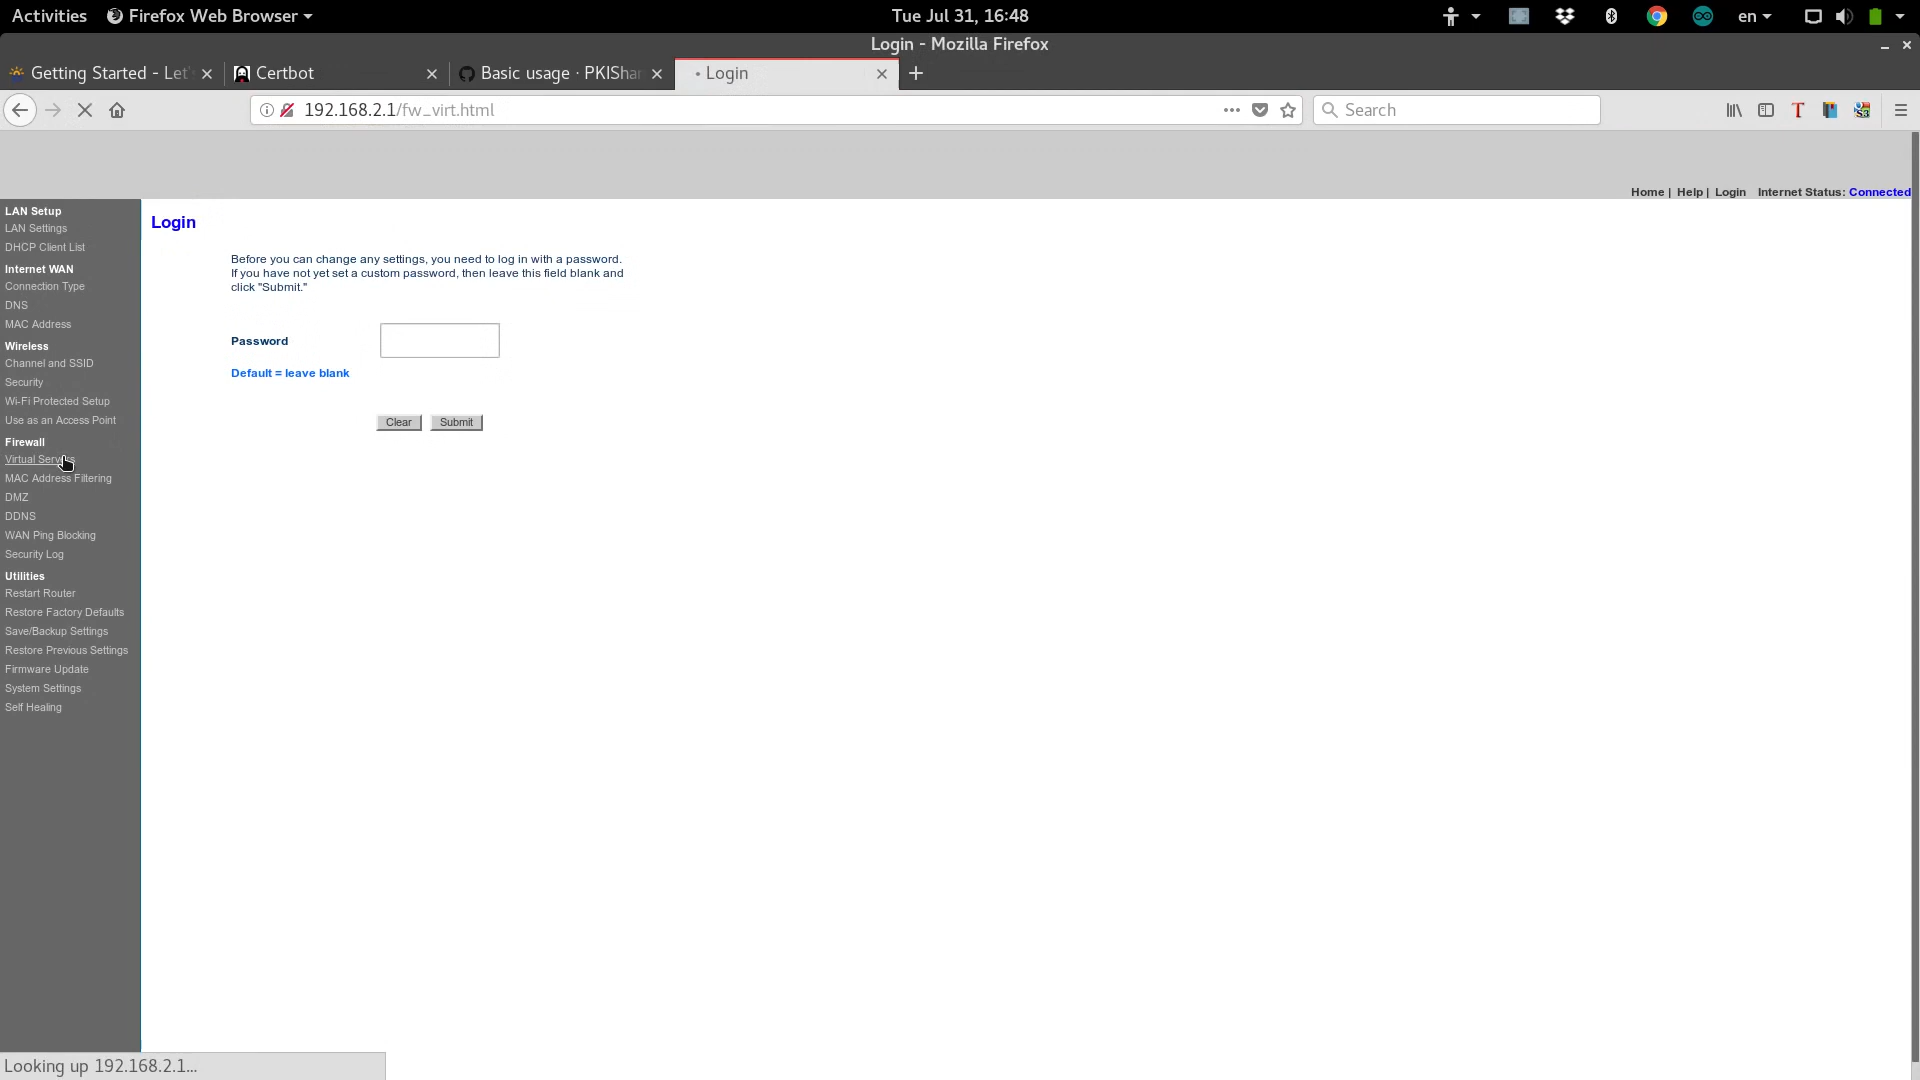 Activities Firefox Web Browser Tue Jul 31, 16:48 en
Login - Mozilla Firefox
Getting Started - Let' Certbot Basic usage · PKISha Login
192.168.2.1/fw_virt.html Search
Home | Help | Login Internet Status: Connected
LAN Setup
LAN Settings
DHCP Client List
Internet WAN
Connection Type
DNS
MAC Address
Wireless
Channel and SSID
Security
Wi-Fi Protected Setup
Use as an Access Point
Firewall
Virtual Servers
MAC Address Filtering
DMZ
DDNS
WAN Ping Blocking
Security Log
Utilities
Restart Router
Restore Factory Defaults
Save/Backup Settings
Restore Previous Settings
Firmware Update
System Settings
Self Healing
Login
Before you can change any settings, you need to log in with a password.
If you have not yet set a custom password, then leave this field blank and
click "Submit."
Password
Default = leave blank
Clear Submit
Looking up 192.168.2.1...